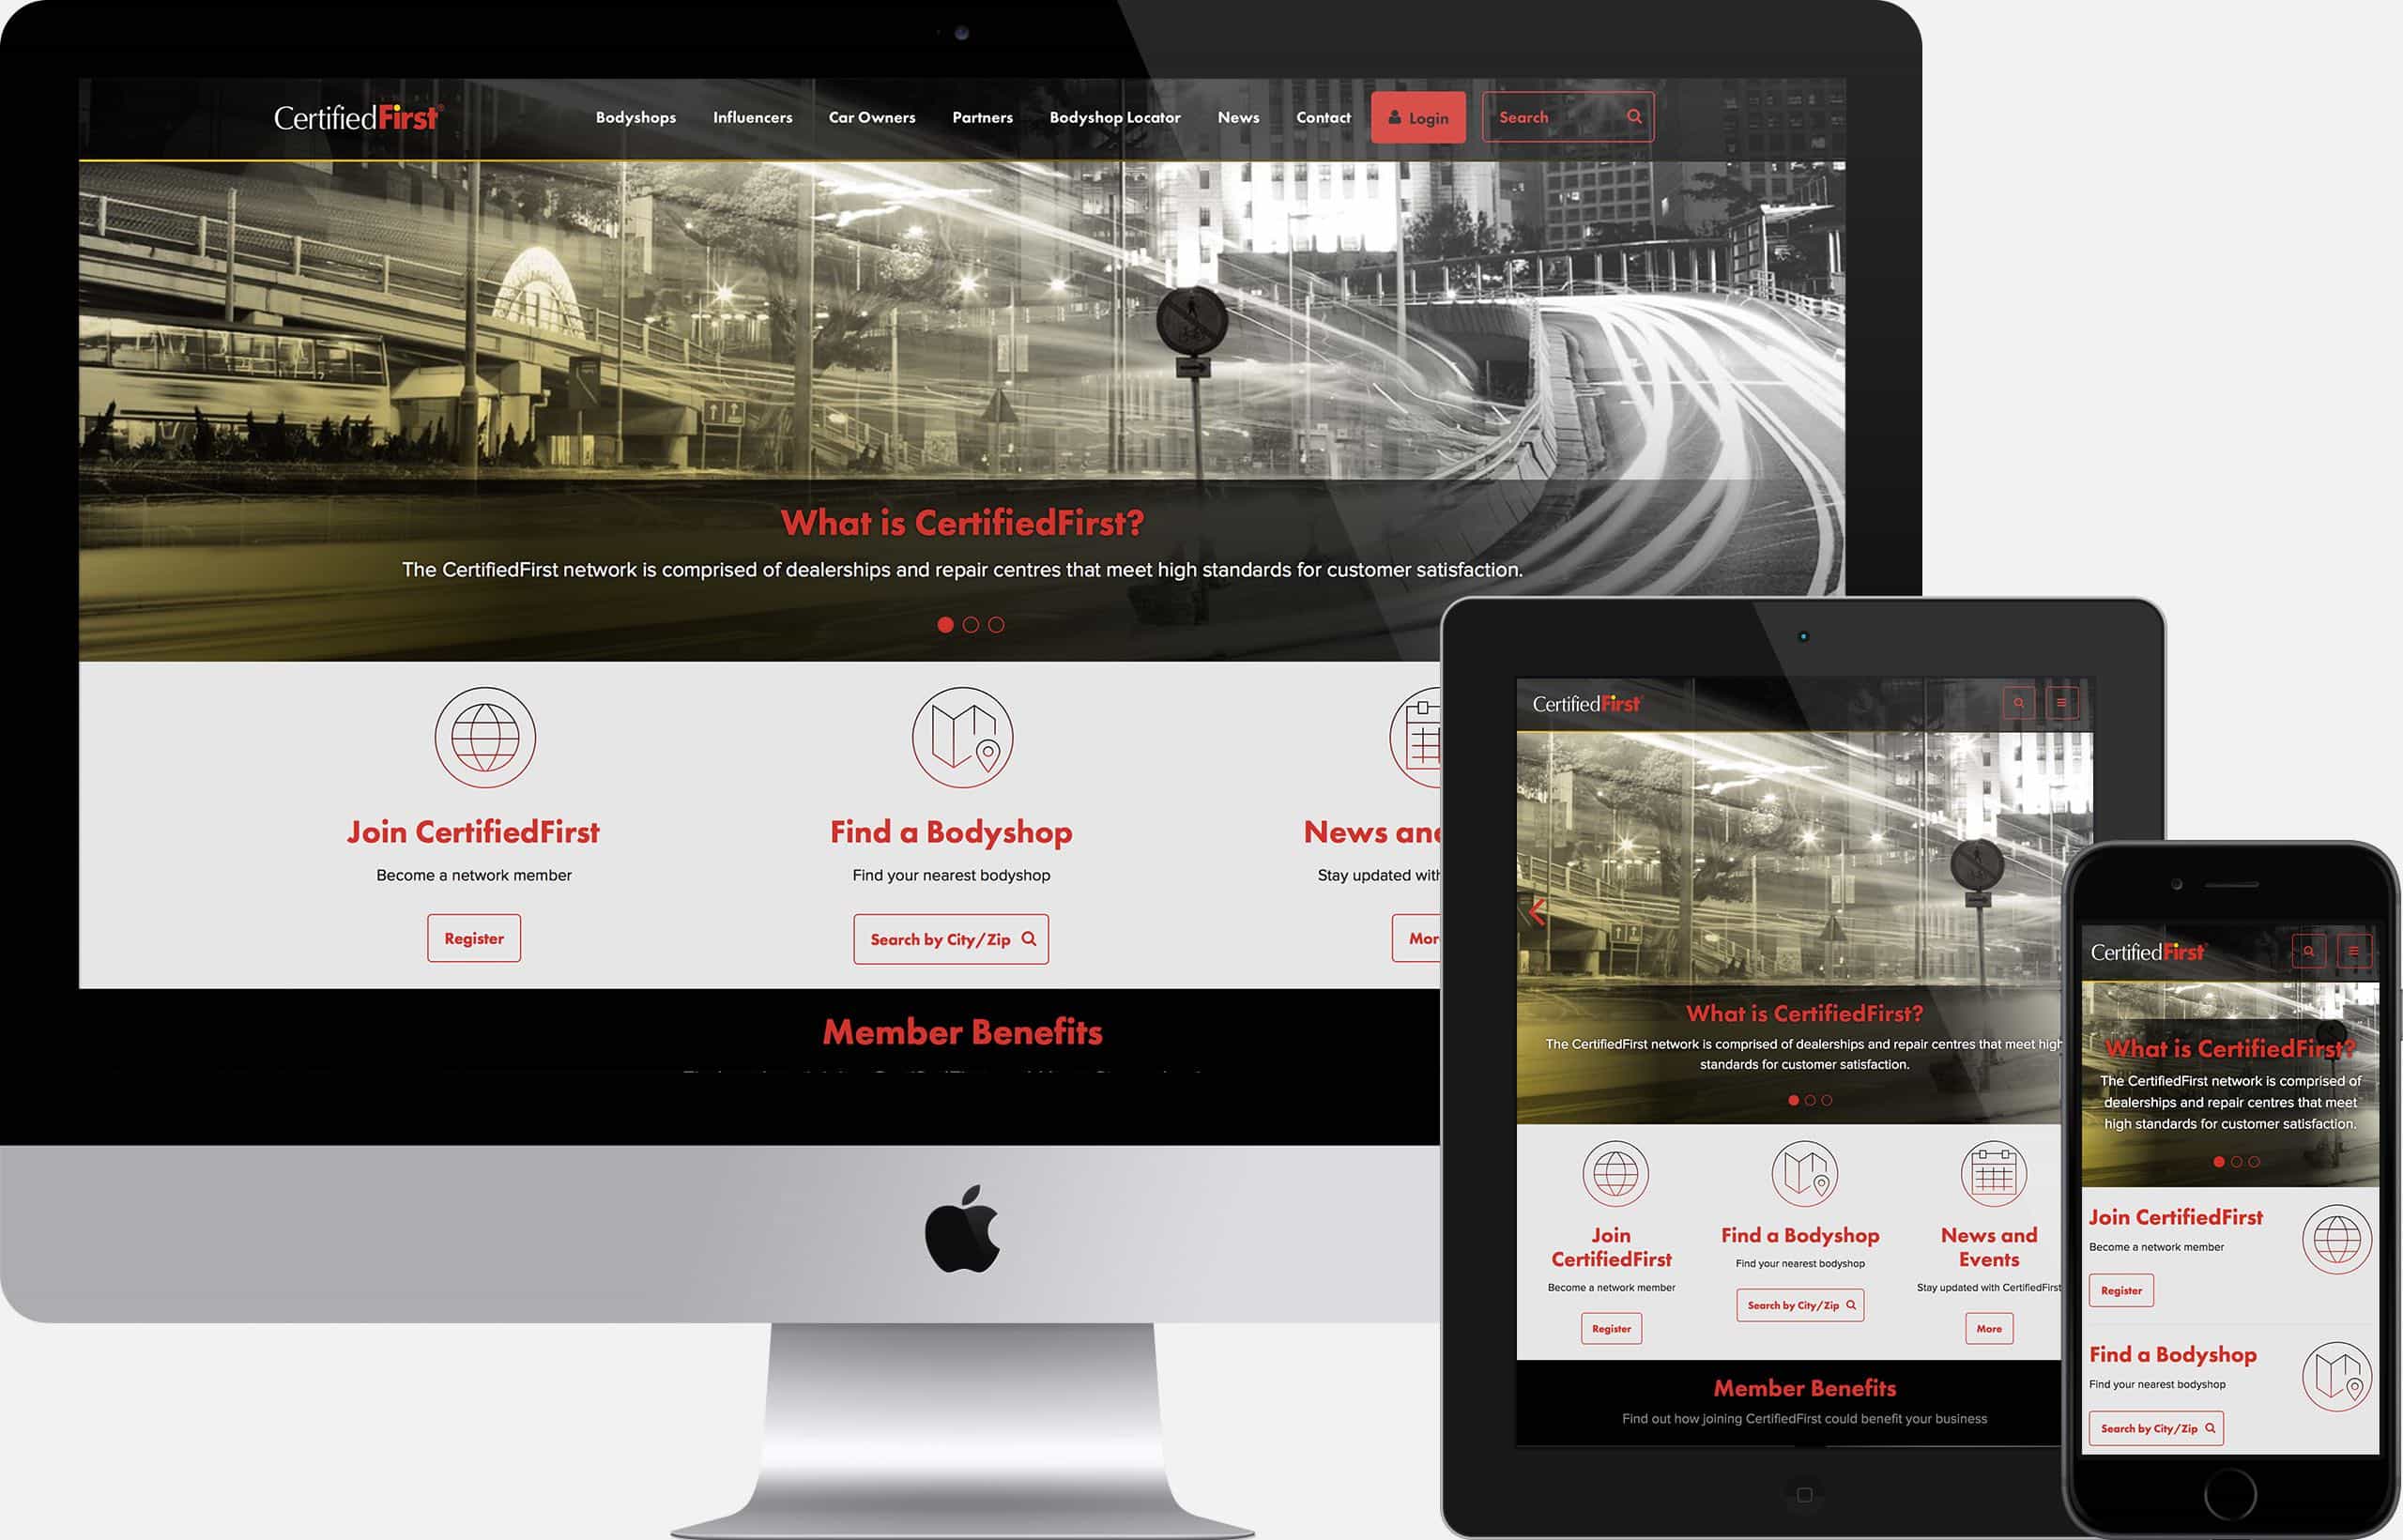 CertifiedFirst®
Bodyshops Influencers Car Owners Partners Bodyshop Locator News Contact Login Search
What is CertifiedFirst?
The CertifiedFirst network is comprised of dealerships and repair centres that meet high standards for customer satisfaction.
Join CertifiedFirst
Become a network member
Register
Find a Bodyshop
Find your nearest bodyshop
Search by City/Zip
News and
Stay updated with
Mor
Member Benefits
CertifiedFirst®
What is CertifiedFirst?
The CertifiedFirst network is comprised of dealerships and repair centres that meet high
standards for customer satisfaction.
Join
CertifiedFirst
Become a network member
Register
Find a Bodyshop
Find your nearest bodyshop
Search by City/Zip
News and
Events
Stay updated with CertifiedFirst
More
Member Benefits
Find out how joining CertifiedFirst could benefit your business
CertifiedFirst®
What is CertifiedFirst?
The CertifiedFirst network is comprised of
dealerships and repair centres that meet
high standards for customer satisfaction.
Join CertifiedFirst
Become a network member
Register
Find a Bodyshop
Find your nearest bodyshop
Search by City/Zip